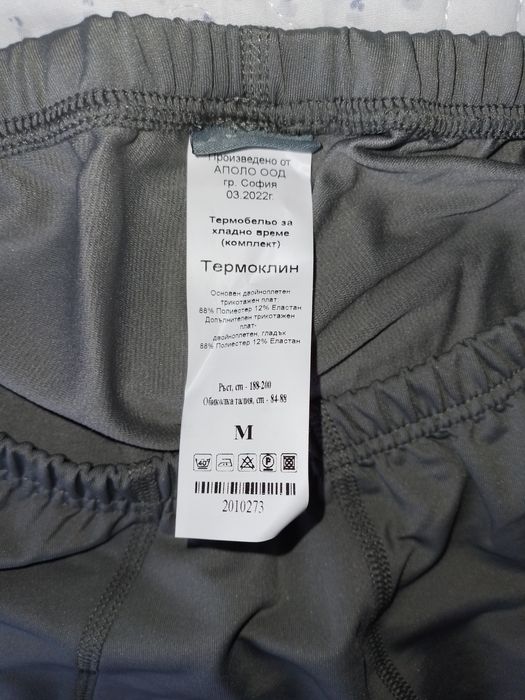 Произведено от
АПОЛО ООД
гр. София
03.2022г.
Термобельо за
хладно време
(комплект)
Термоклин
Основен двойноплетен
трикотажен плат:
88% Полиестер 12% Еластан
Допълнителен трикотажен
плат-
двойноплетен, гладък
88% Полиестер 12% Еластан
Ръст, cm - 188-200
Обиколка талия, cm - 84-89
M
40
P
2010273